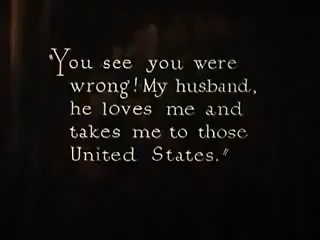 "You see you were
wrong! My husband,
he loves me and
takes me to those
United States."